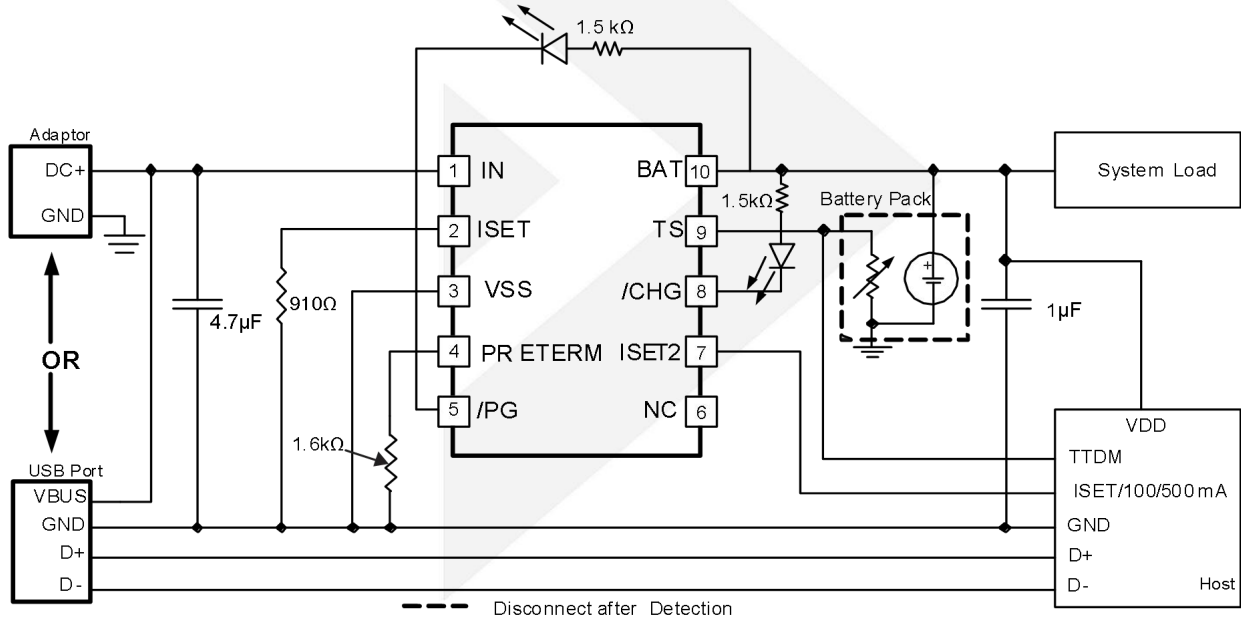 1.5 kΩ
Adaptor
DC+
GND
OR
USB Port
VBUS
GND
D+
D-
4.7µF
910Ω
1.6kΩ
1 IN
2 ISET
3 VSS
4 PRETERM
5 /PG
BAT 10
TS 9
/CHG 8
ISET2 7
NC 6
1.5kΩ
Battery Pack
+
1µF
System Load
VDD
TTDM
ISET/100/500 mA
GND
D+
D-
Host
Disconnect after Detection